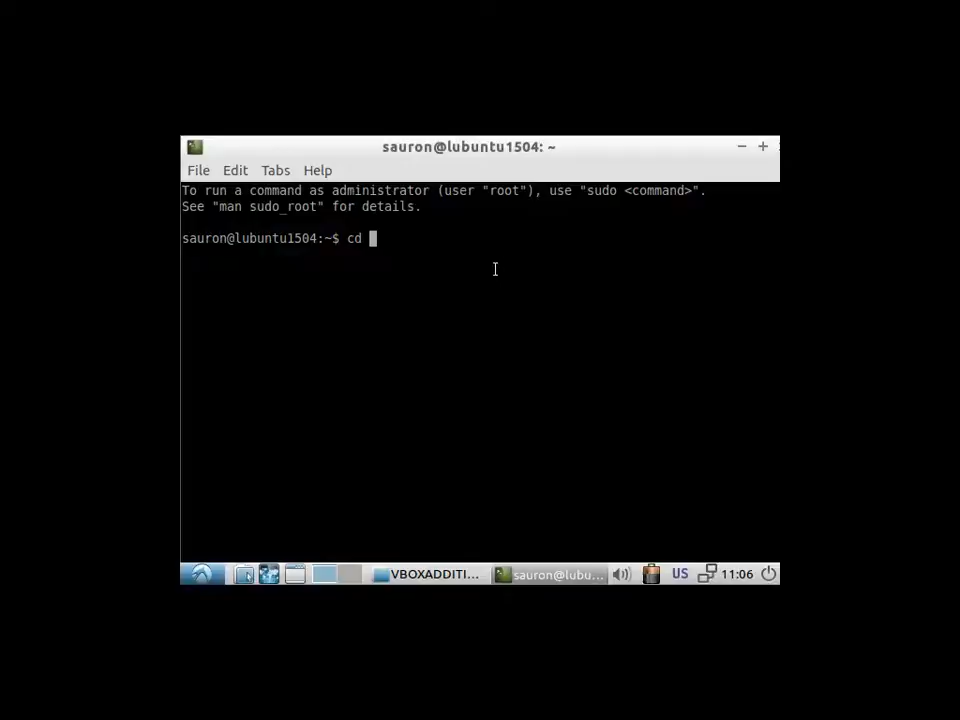 sauron@lubuntu1504: ~
File Edit Tabs Help
To run a command as administrator (user "root"), use "sudo <command>".
See "man sudo_root" for details.
sauron@lubuntu1504:~$ cd
VBOXADDITI... sauron@lubu... US 11:06